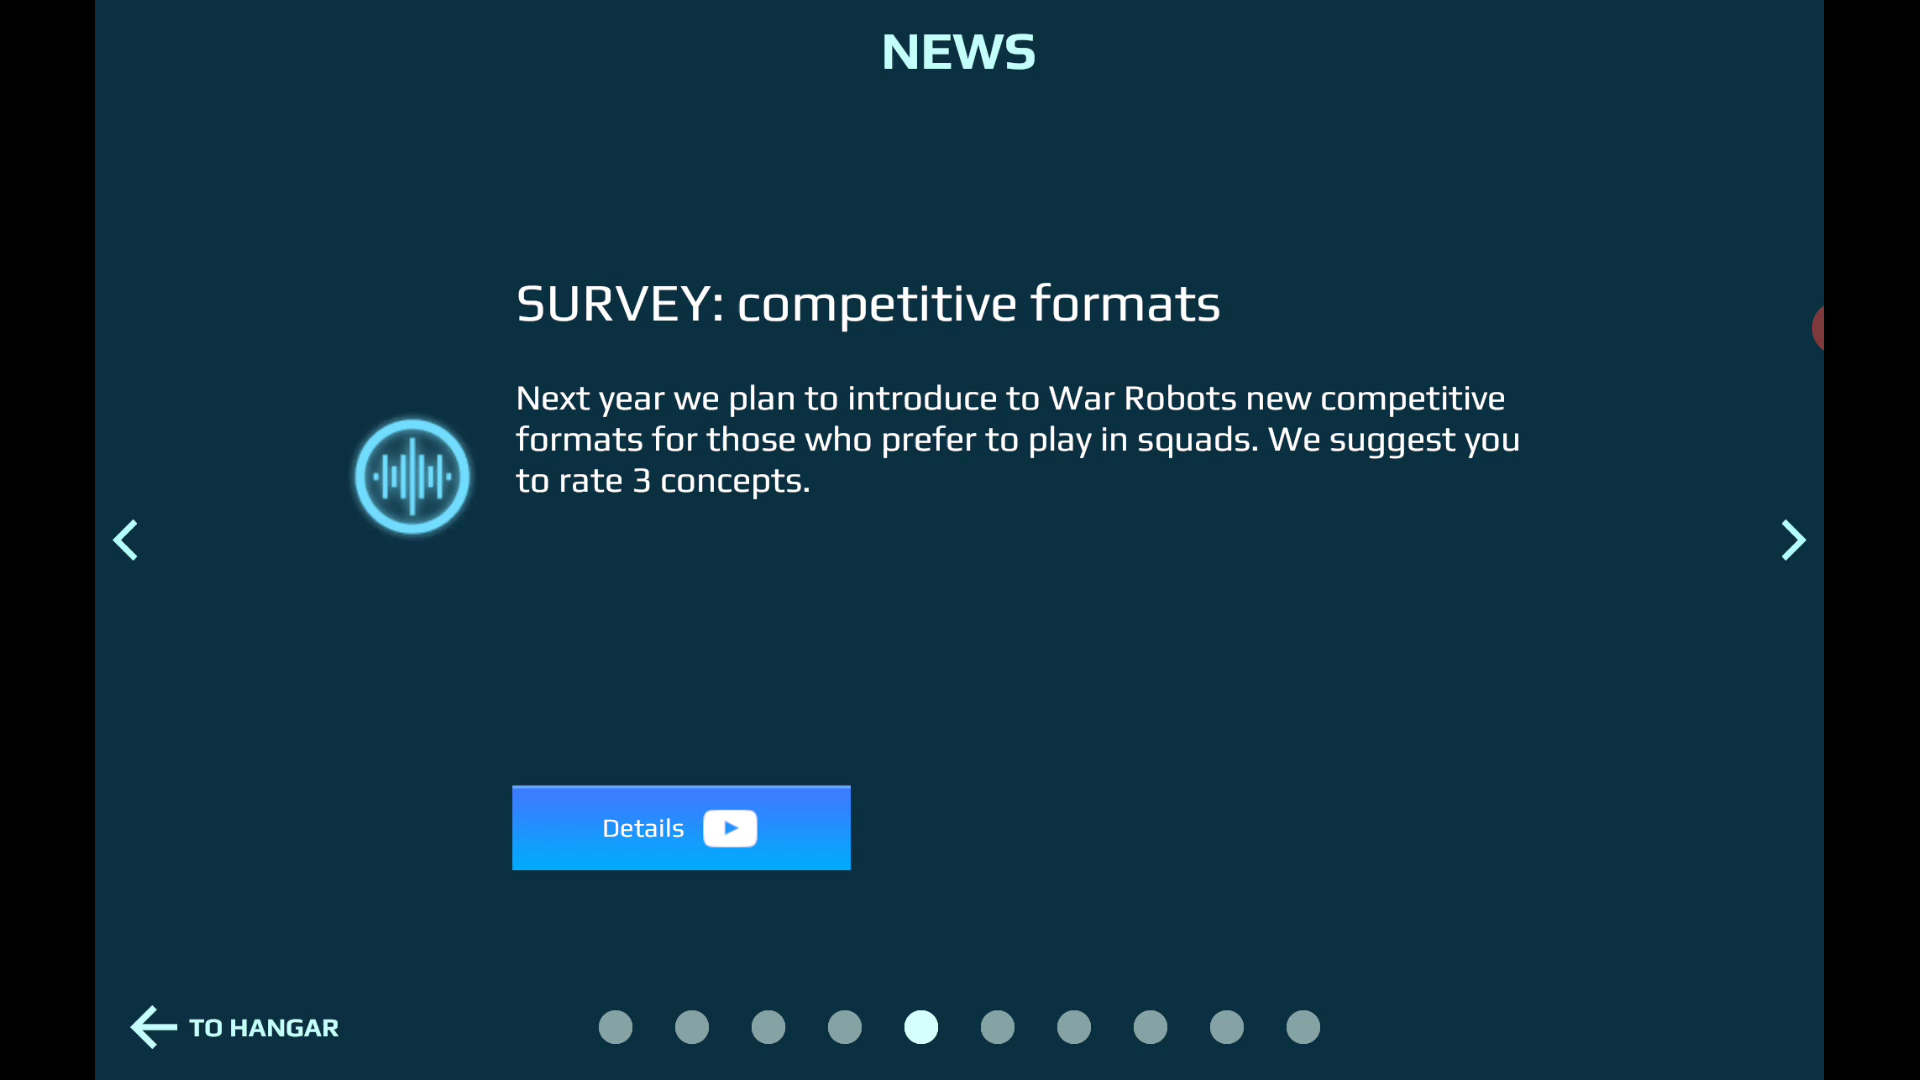 NEWS
SURVEY: competitive formats
Next year we plan to introduce to War Robots new competitive
formats for those who prefer to play in squads. We suggest you
to rate 3 concepts.
Details
TO HANGAR